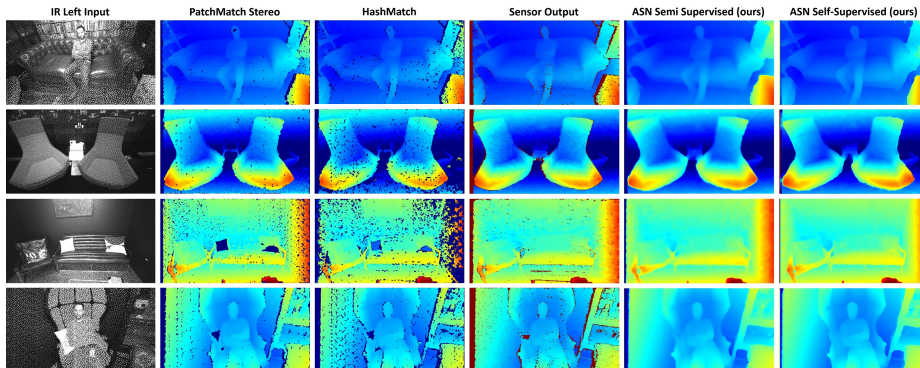 IR Left Input PatchMatch Stereo HashMatch Sensor Output ASN Semi Supervised (ours) ASN Self-Supervised (ours)